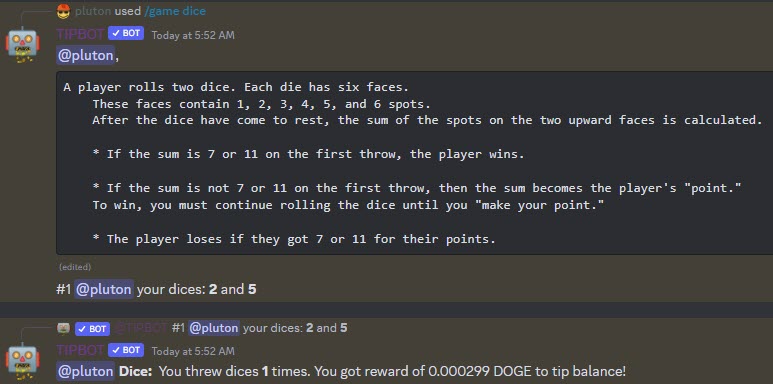 pluton used /game dice
TIPBOT ✓ BOT Today at 5:52 AM
@pluton,
A player rolls two dice. Each die has six faces.
These faces contain 1, 2, 3, 4, 5, and 6 spots.
After the dice have come to rest, the sum of the spots on the two upward faces is calculated.
* If the sum is 7 or 11 on the first throw, the player wins.
* If the sum is not 7 or 11 on the first throw, then the sum becomes the player's "point."
To win, you must continue rolling the dice until you "make your point."
* The player loses if they got 7 or 11 for their points.
(edited)
#1 @pluton your dices: 2 and 5
✓ BOT @TIPBOT #1 @pluton your dices: 2 and 5
TIPBOT ✓ BOT Today at 5:52 AM
@pluton Dice: You threw dices 1 times. You got reward of 0.000299 DOGE to tip balance!